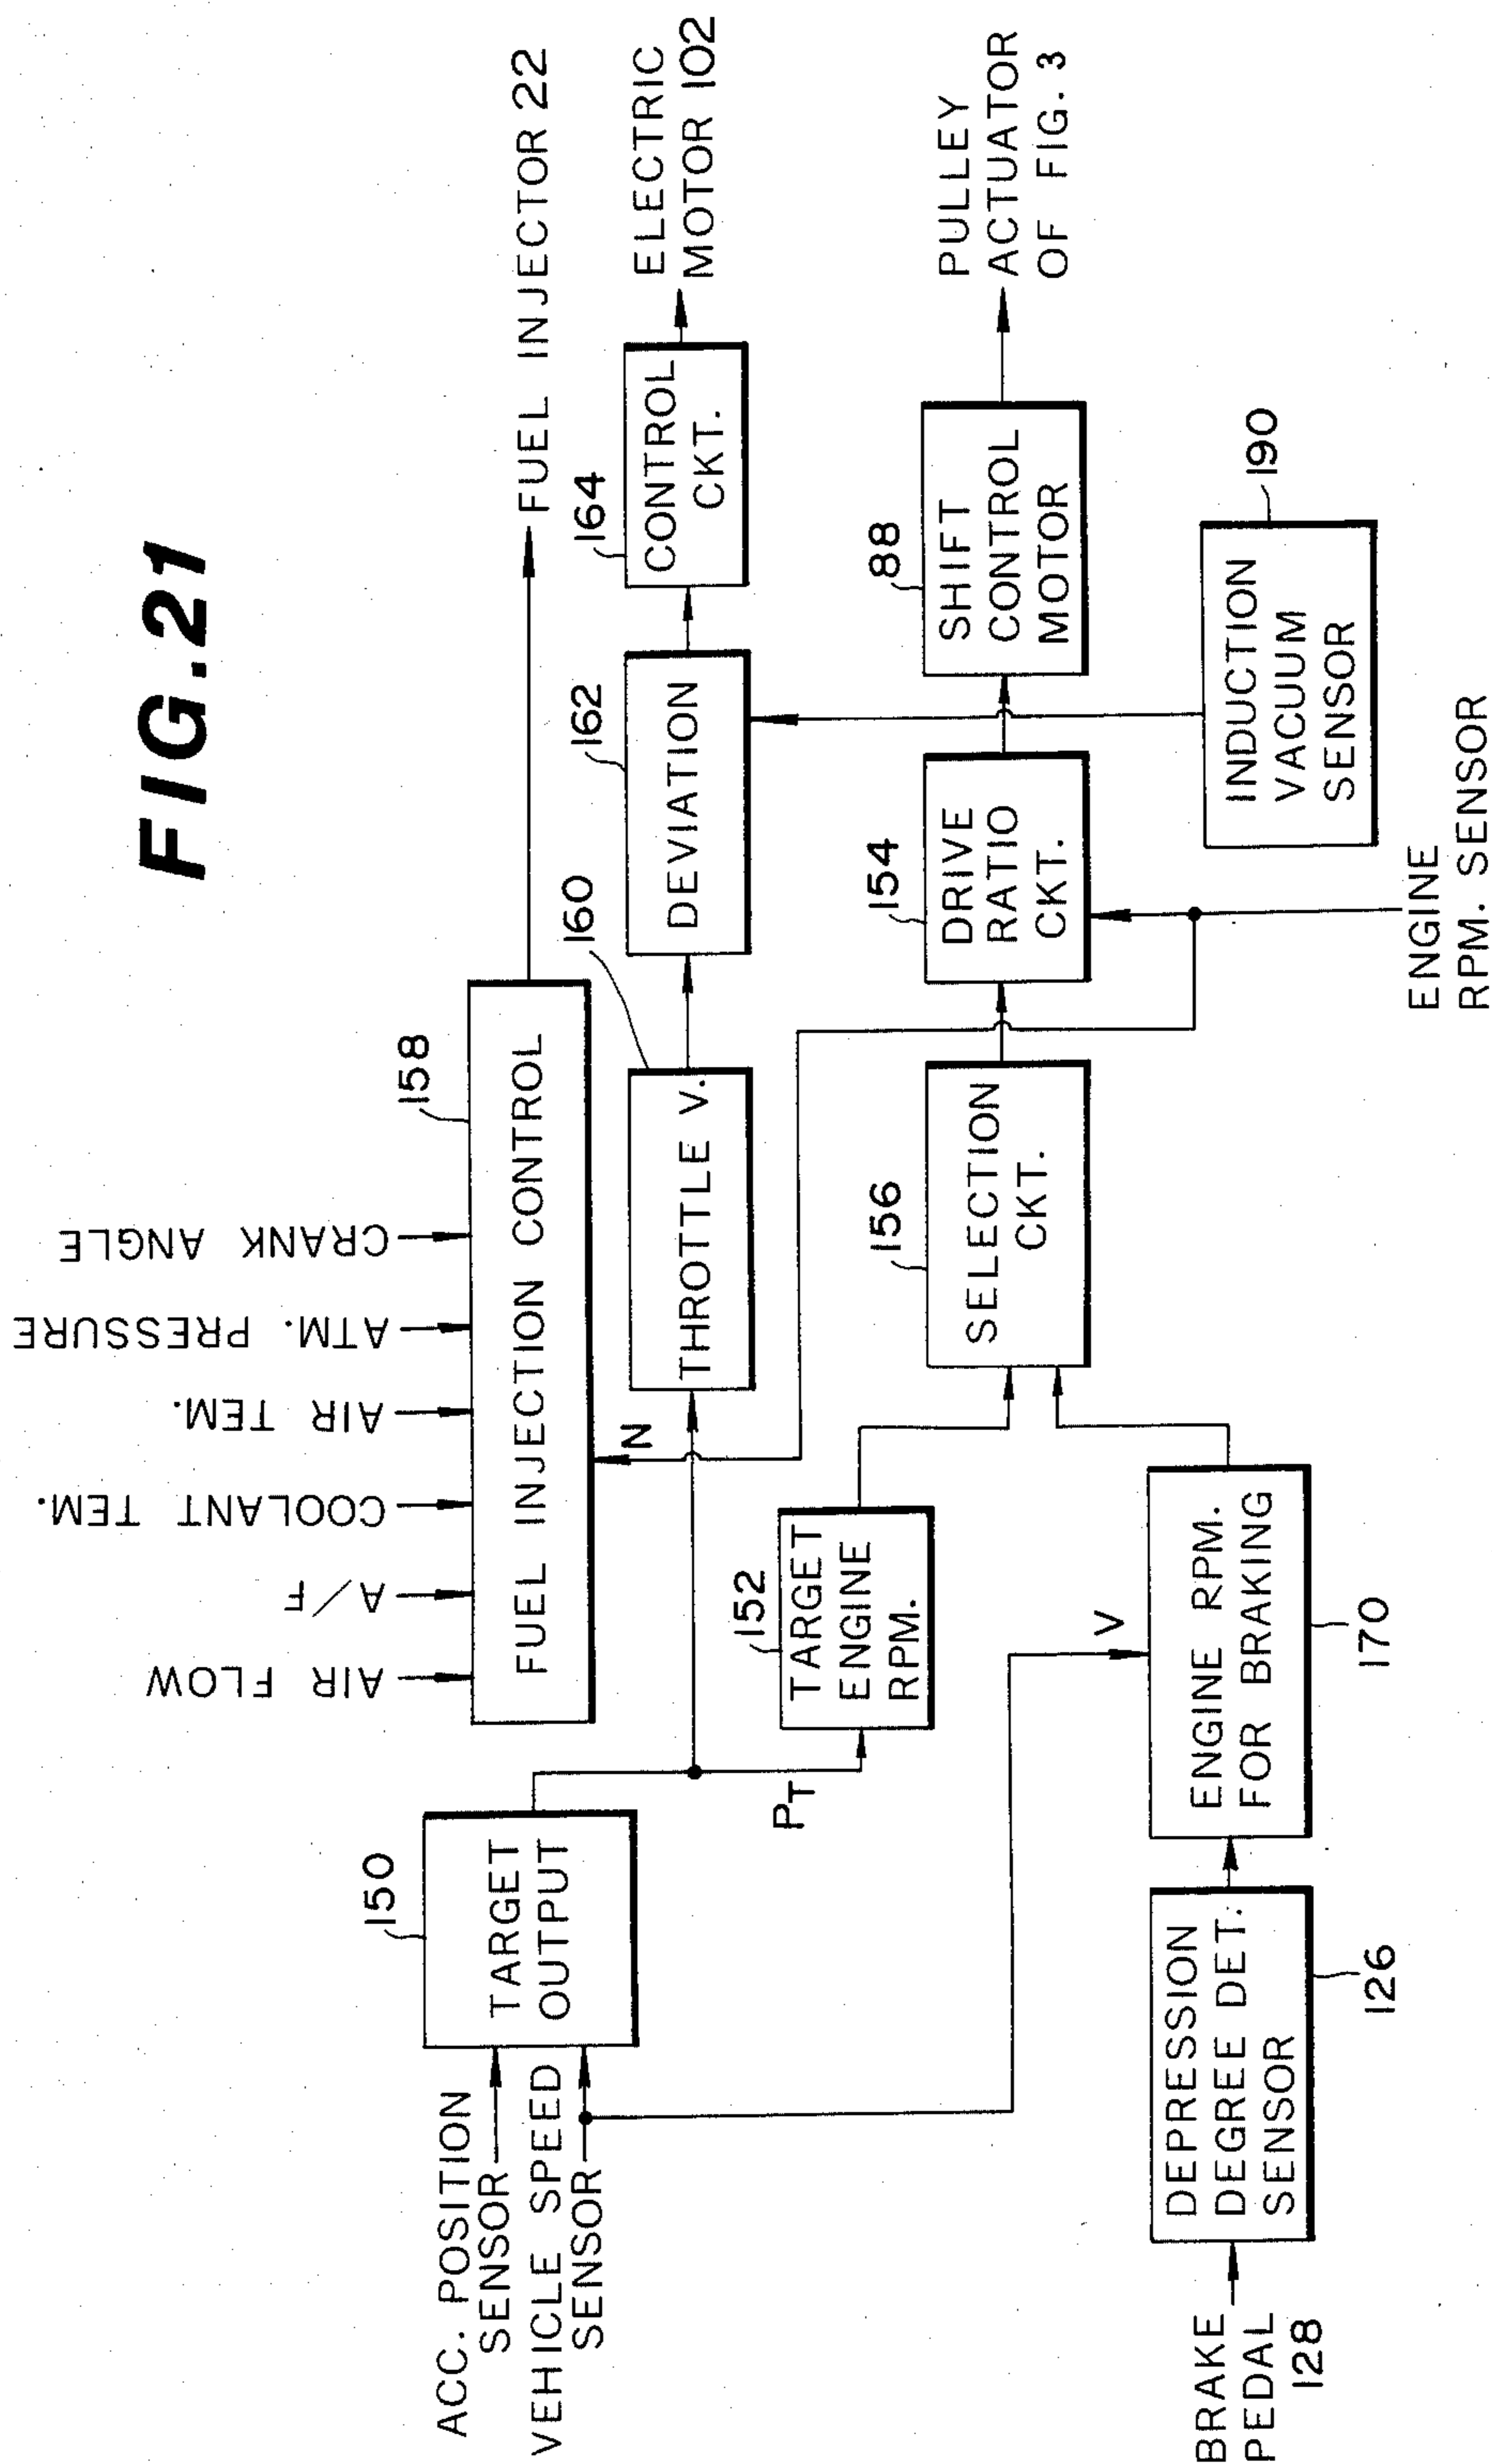 FIG.21
AIR FLOW
A/F
COOLANT TEM.
AIR TEM.
ATM. PRESSURE
CRANK ANGLE
158
FUEL INJECTION CONTROL
FUEL INJECTOR 22
N
ACC. POSITION
SENSOR
VEHICLE SPEED
SENSOR
150
TARGET
OUTPUT
PT
160
THROTTLE V.
162
DEVIATION
164
CONTROL
CKT.
ELECTRIC
MOTOR 102
152
TARGET
ENGINE
RPM.
156
SELECTION
CKT.
154
DRIVE
RATIO
CKT.
88
SHIFT
CONTROL
MOTOR
PULLEY
ACTUATOR
OF FIG. 3
BRAKE
PEDAL
128
DEPRESSION
DEGREE DET.
SENSOR
126
V
ENGINE RPM.
FOR BRAKING
170
ENGINE
RPM. SENSOR
INDUCTION
VACUUM
SENSOR
190